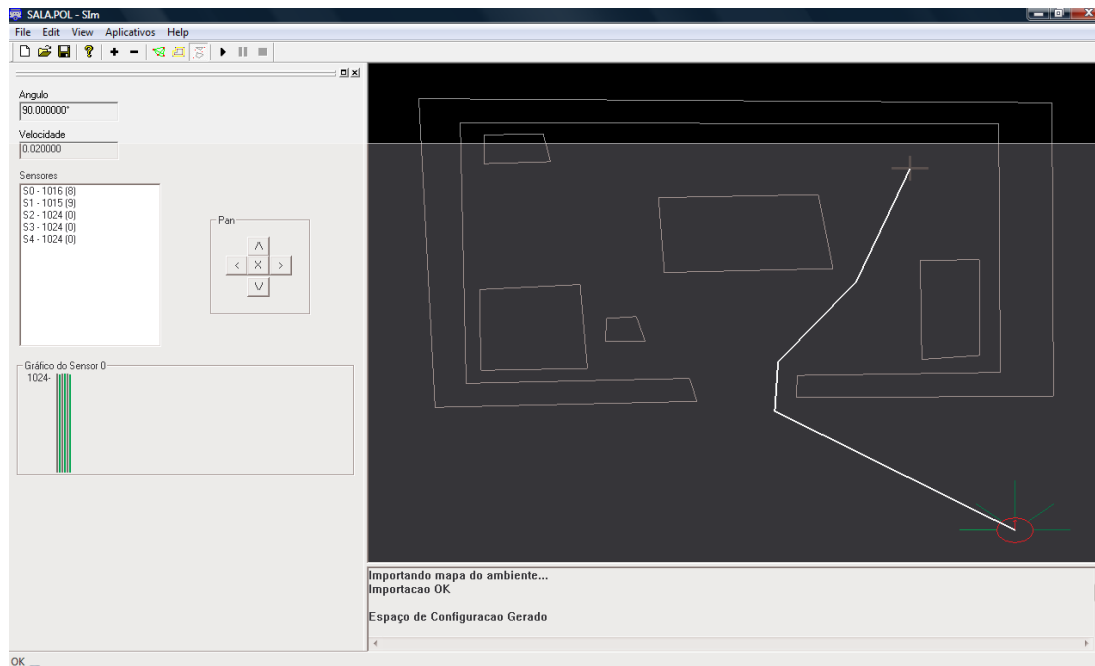 SALA.POL - SIm
File Edit View Aplicativos Help
Angulo
90.000000°
Velocidade
0.020000
Sensores
S0 - 1016 (8)
S1 - 1015 (9)
S2 - 1024 (0)
S3 - 1024 (0)
S4 - 1024 (0)
Pan
< X >
Gráfico do Sensor 0
1024-
Importando mapa do ambiente...
Importacao OK
Espaço de Configuracao Gerado
OK